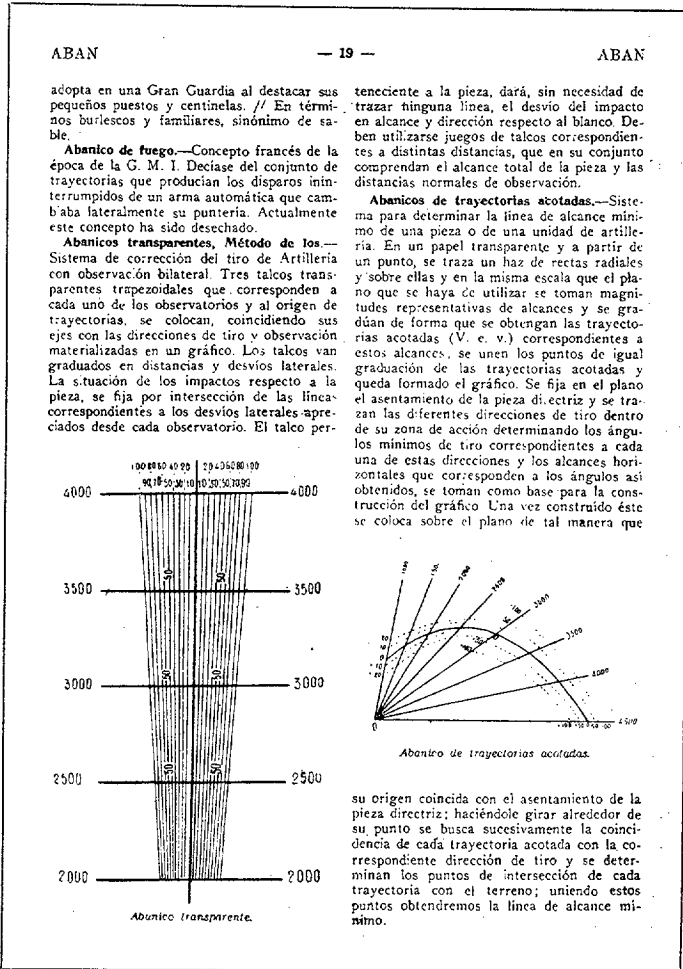 ABAN
— 19 —
ABAN
adopta en una Gran Guardia al destacar sus
pequeños puestos y centinelas. // En térmi-
nos burlescos y familiares, sinónimo de sa-
ble.
Abanico de fuego.—Concepto francés de la
época de la G. M. I. Decíase del conjunto de
trayectorias que producían los disparos inin-
terrumpidos de un arma automática que cam-
biaba lateralmente su puntería. Actualmente
este concepto ha sido desechado.
Abanicos transparentes, Método de los.—
Sistema de corrección del tiro de Artillería
con observación bilateral. Tres talcos trans-
parentes trapezoidales que corresponden a
cada uno de los observatorios y al origen de
trayectorias, se colocan, coincidiendo sus
ejes con las direcciones de tiro y observación
materializadas en un gráfico. Los talcos van
graduados en distancias y desvíos laterales.
La situación de los impactos respecto a la
pieza, se fija por intersección de las líneas
correspondientes a los desvíos laterales apre-
ciados desde cada observatorio. El talco per-
4000
4000
3500
3500
3000
3000
2500
2500
2000
2000
50
50
50
50
50
50
Abanico transparente.
teneciente a la pieza, dará, sin necesidad de
trazar ninguna línea, el desvío del impacto
en alcance y dirección respecto al blanco. De-
ben utilizarse juegos de talcos correspondien-
tes a distintas distancias, que en su conjunto
comprendan el alcance total de la pieza y las
distancias normales de observación.
Abanicos de trayectorias acotadas.—Siste-
ma para determinar la línea de alcance míni-
mo de una pieza o de una unidad de artille-
ría. En un papel transparente y a partir de
un punto, se traza un haz de rectas radiales
y sobre ellas y en la misma escala que el pla-
no que se haya de utilizar se toman magni-
tudes representativas de alcances y se gra-
dúan de forma que se obtengan las trayecto-
rias acotadas (V. e. v.) correspondientes a
estos alcances, se unen los puntos de igual
graduación de las trayectorias acotadas y
queda formado el gráfico. Se fija en el plano
el asentamiento de la pieza directriz y se tra-
zan las diferentes direcciones de tiro dentro
de su zona de acción determinando los ángu-
los mínimos de tiro correspondientes a cada
una de estas direcciones y los alcances hori-
zontales que corresponden a los ángulos así
obtenidos, se toman como base para la cons-
trucción del gráfico Una vez construído éste
se coloca sobre el plano de tal manera que
2000
3000
3500
4000
4500
0
Abanico de trayectorias acotadas.
su origen coincida con el asentamiento de la
pieza directriz; haciéndole girar alrededor de
su punto se busca sucesivamente la coinci-
dencia de cada trayectoria acotada con la co-
rrespondiente dirección de tiro y se deter-
minan los puntos de intersección de cada
trayectoria con el terreno; uniendo estos
puntos obtendremos la línea de alcance mí-
nimo.